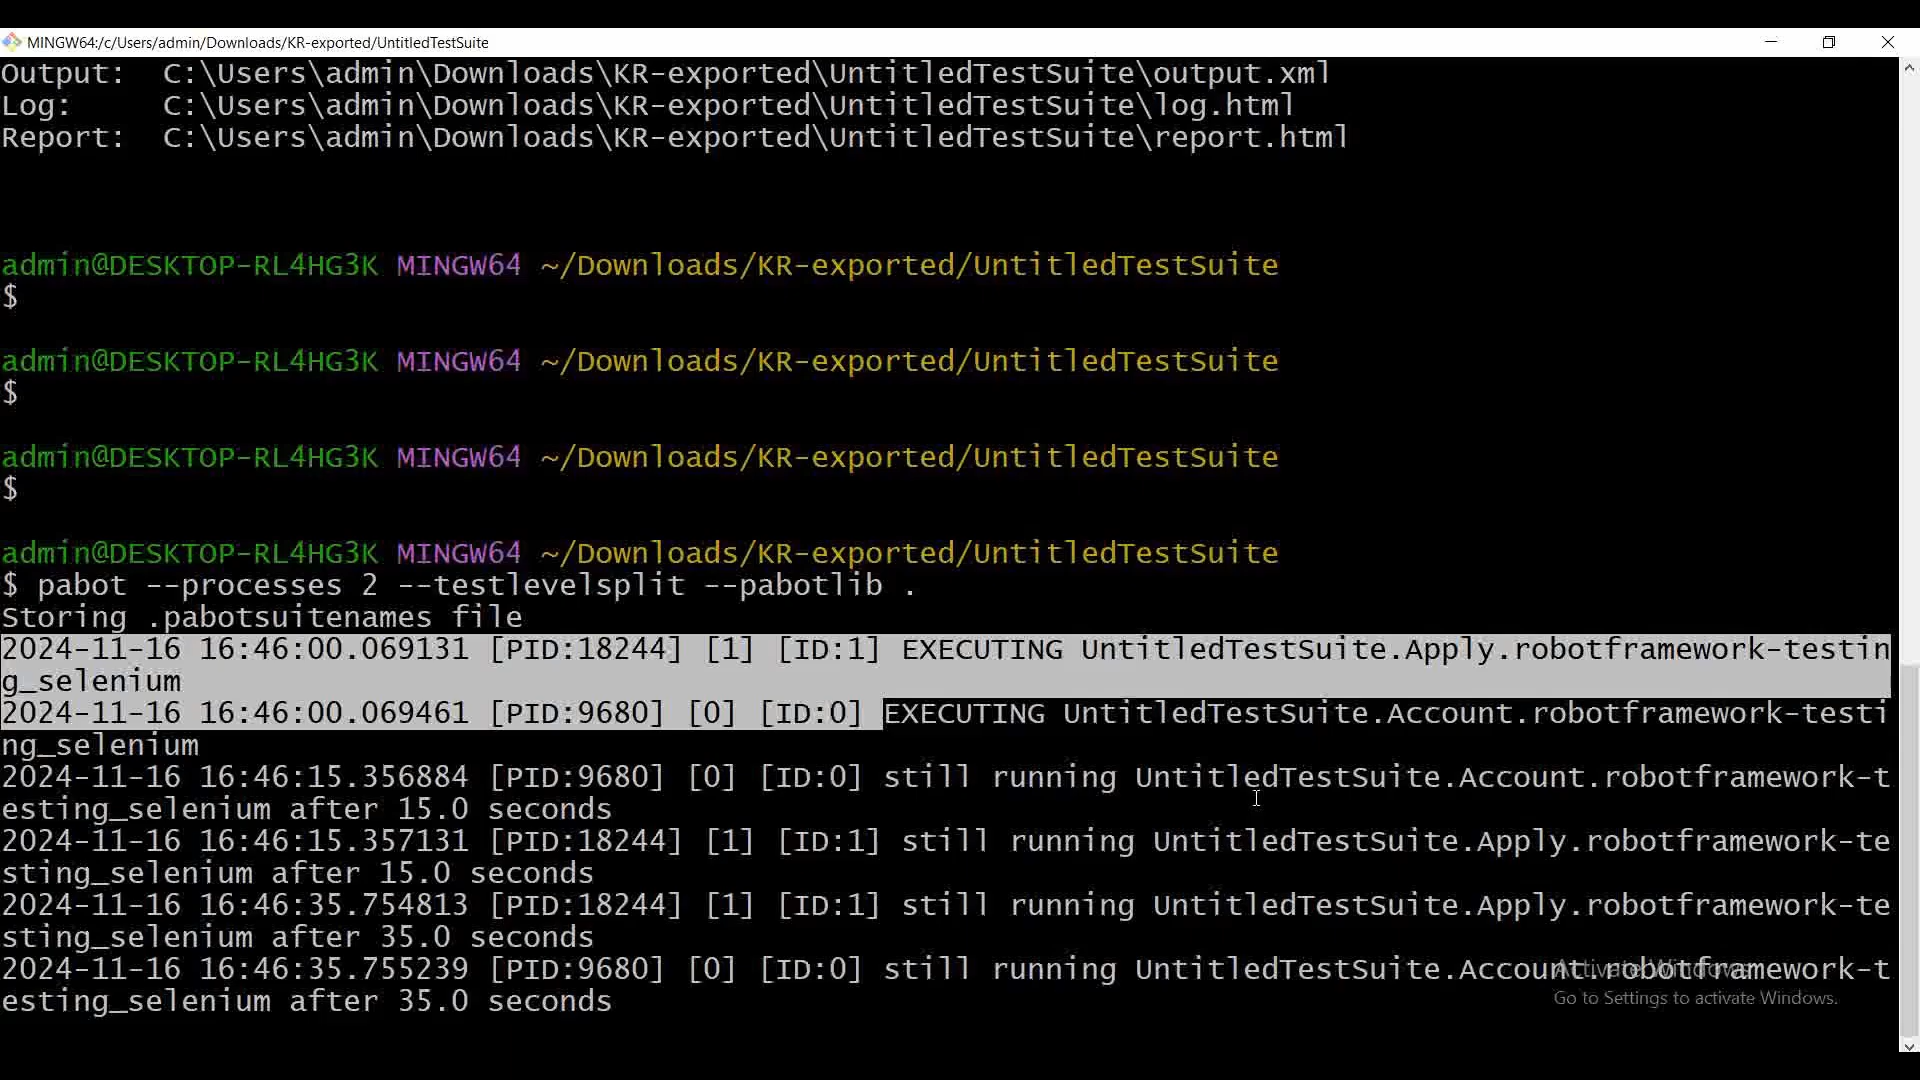 MINGW64:/c/Users/admin/Downloads/KR-exported/UntitledTestSuite
Output:  C:\Users\admin\Downloads\KR-exported\UntitledTestSuite\output.xml
Log:     C:\Users\admin\Downloads\KR-exported\UntitledTestSuite\log.html
Report:  C:\Users\admin\Downloads\KR-exported\UntitledTestSuite\report.html
admin@DESKTOP-RL4HG3K MINGW64 ~/Downloads/KR-exported/UntitledTestSuite
$
admin@DESKTOP-RL4HG3K MINGW64 ~/Downloads/KR-exported/UntitledTestSuite
$
admin@DESKTOP-RL4HG3K MINGW64 ~/Downloads/KR-exported/UntitledTestSuite
$
admin@DESKTOP-RL4HG3K MINGW64 ~/Downloads/KR-exported/UntitledTestSuite
$ pabot --processes 2 --testlevelsplit --pabotlib .
Storing .pabotsuitenames file
2024-11-16 16:46:00.069131 [PID:18244] [1] [ID:1] EXECUTING UntitledTestSuite.Apply.robotframework-testin
g_selenium
2024-11-16 16:46:00.069461 [PID:9680] [0] [ID:0] EXECUTING UntitledTestSuite.Account.robotframework-testi
ng_selenium
2024-11-16 16:46:15.356884 [PID:9680] [0] [ID:0] still running UntitledTestSuite.Account.robotframework-t
esting_selenium after 15.0 seconds
2024-11-16 16:46:15.357131 [PID:18244] [1] [ID:1] still running UntitledTestSuite.Apply.robotframework-te
sting_selenium after 15.0 seconds
2024-11-16 16:46:35.754813 [PID:18244] [1] [ID:1] still running UntitledTestSuite.Apply.robotframework-te
sting_selenium after 35.0 seconds
2024-11-16 16:46:35.755239 [PID:9680] [0] [ID:0] still running UntitledTestSuite.Account.robotframework-t
esting_selenium after 35.0 seconds
Activate Windows
Go to Settings to activate Windows.